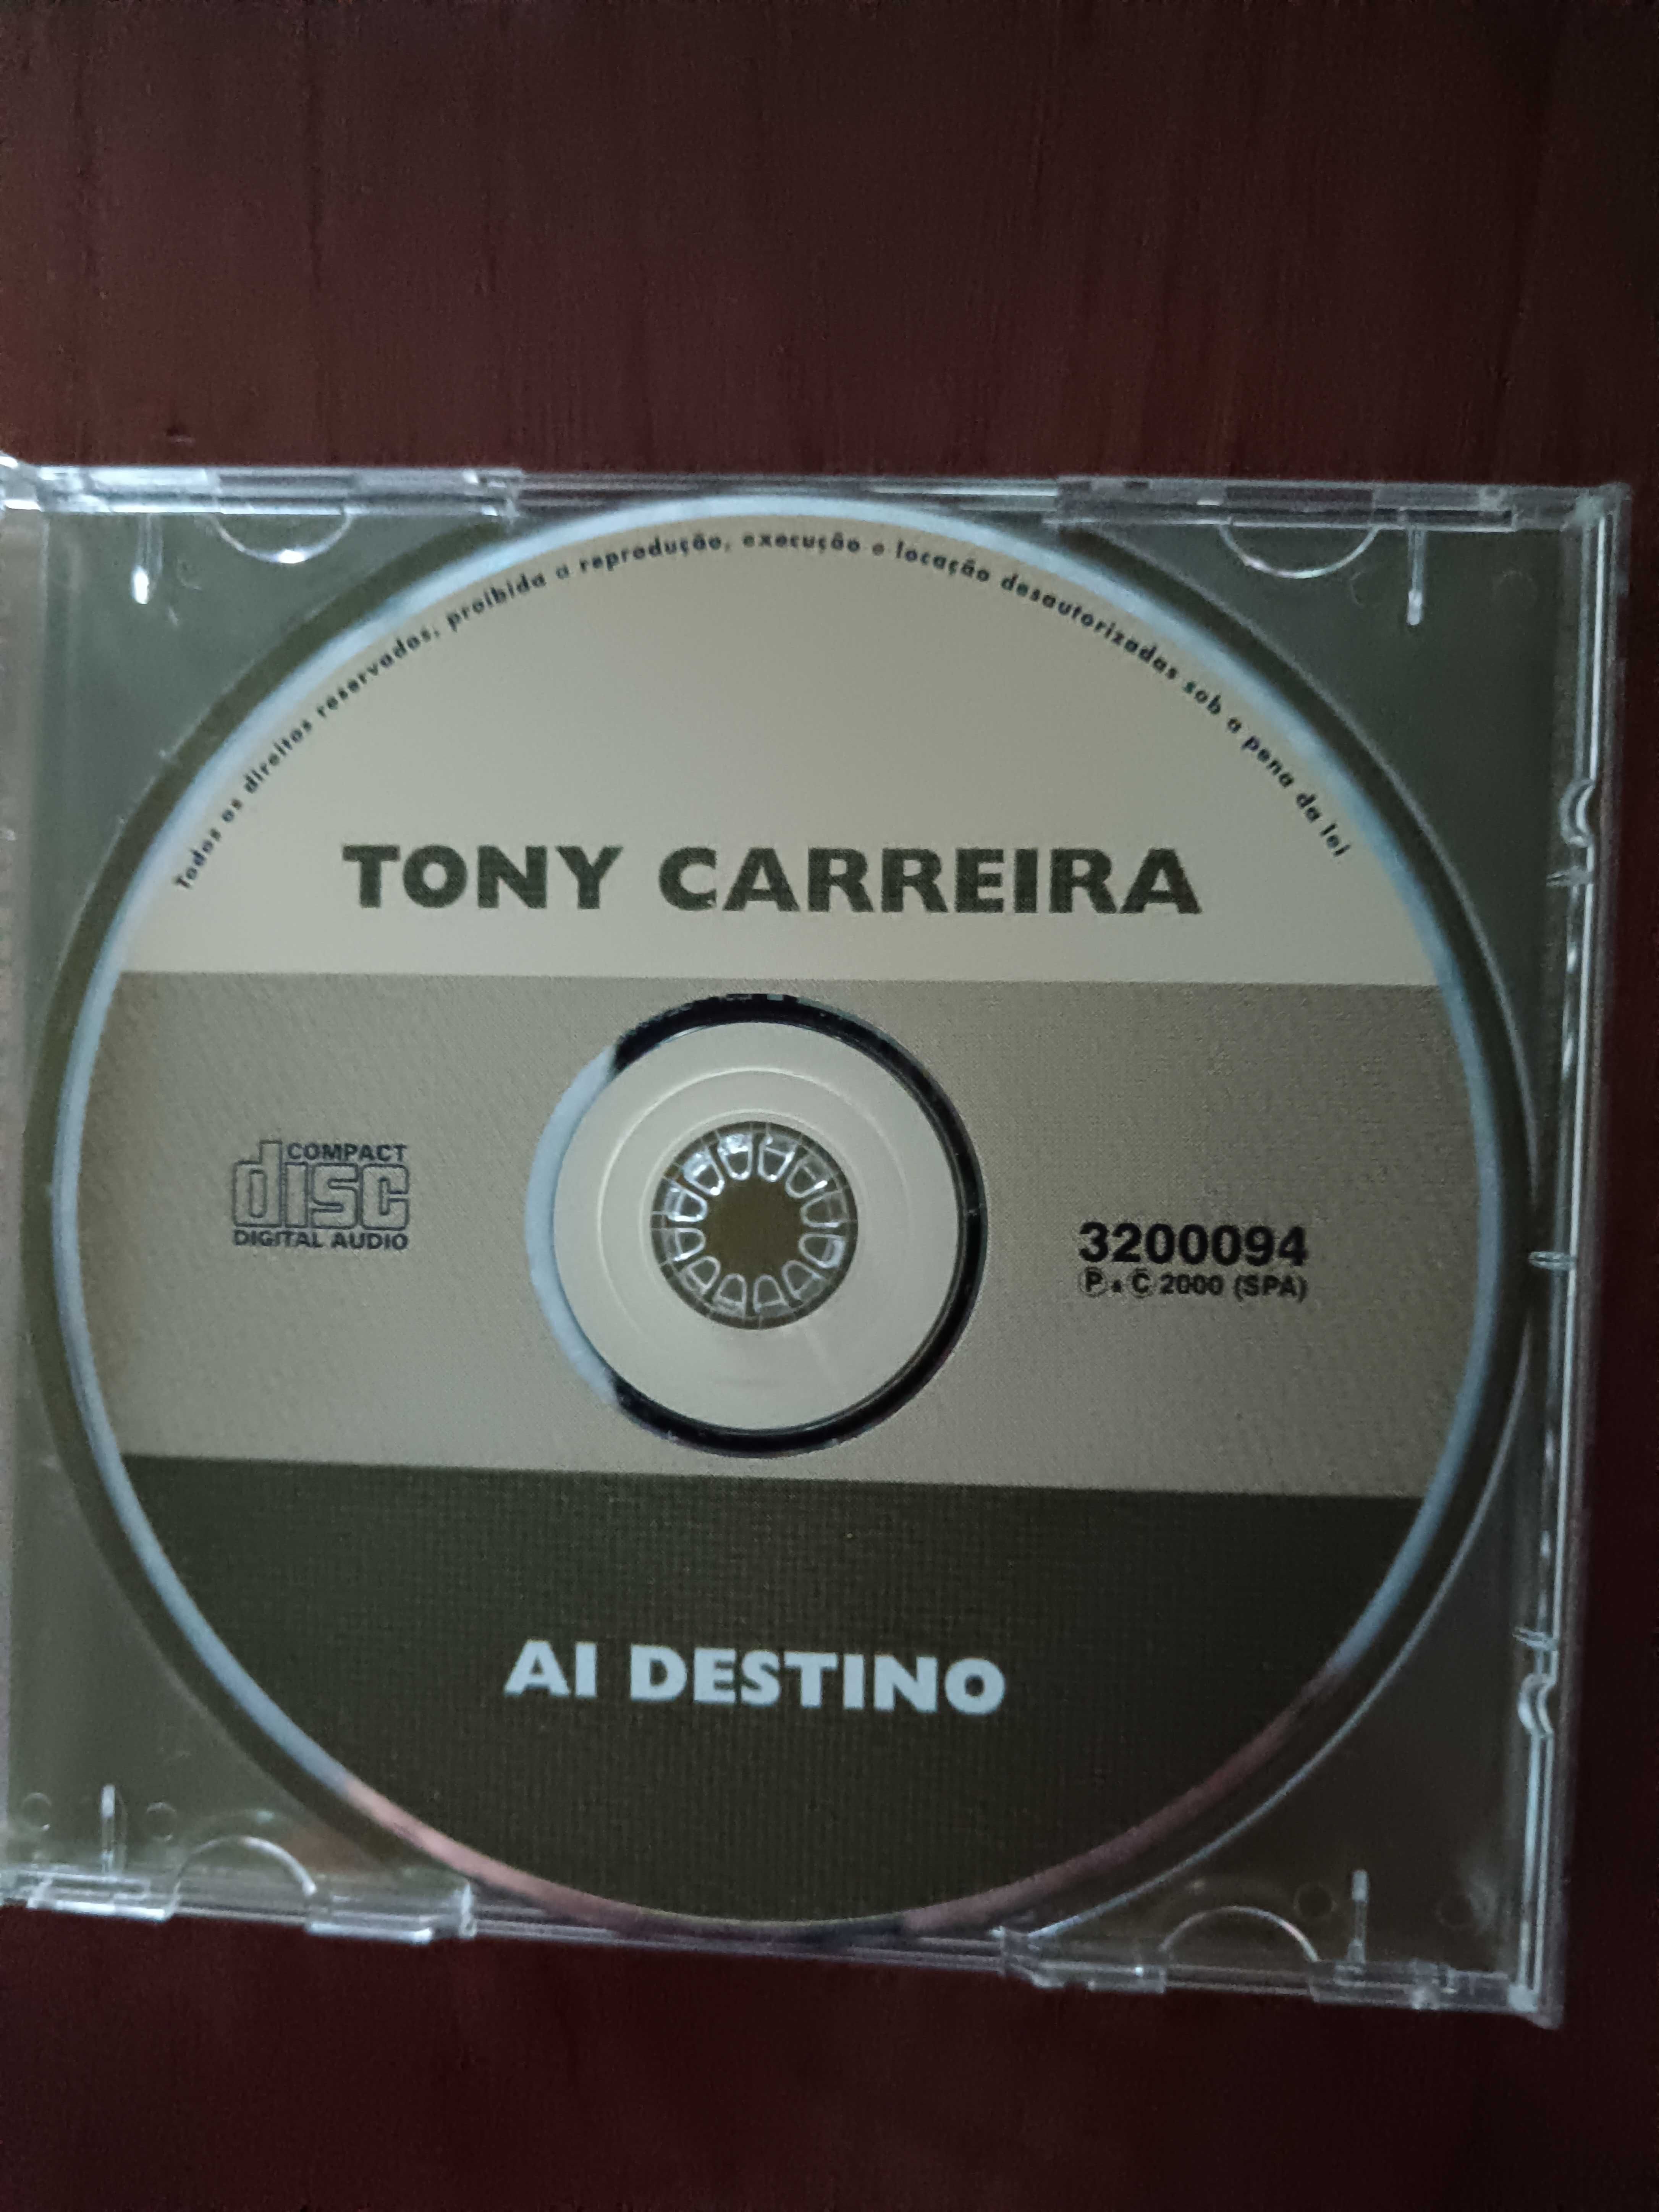 Todos os direitos reservados, proibida a reprodução, execução e locação desautorizadas sob a pena da lei
TONY CARREIRA
COMPACT
disc
DIGITAL AUDIO
3200094
Ⓟ & Ⓒ 2000 (SPA)
AI DESTINO